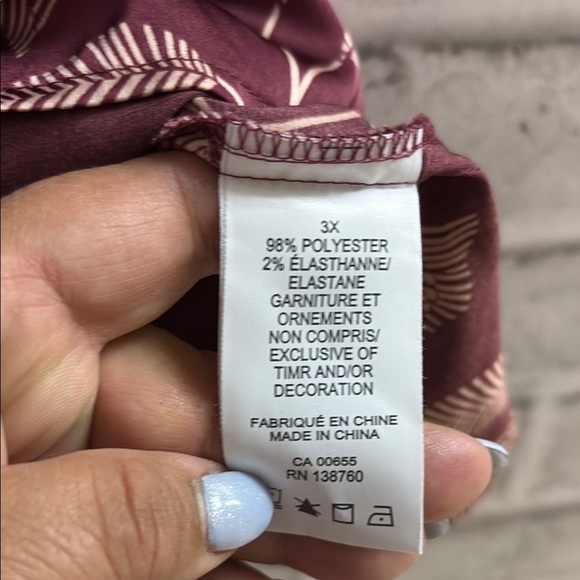 3X
98% POLYESTER
2% ÉLASTHANNE/
ELASTANE
GARNITURE ET
ORNEMENTS
NON COMPRIS/
EXCLUSIVE OF
TIMR AND/OR
DECORATION
FABRIQUÉ EN CHINE
MADE IN CHINA
CA 00655
RN 138760